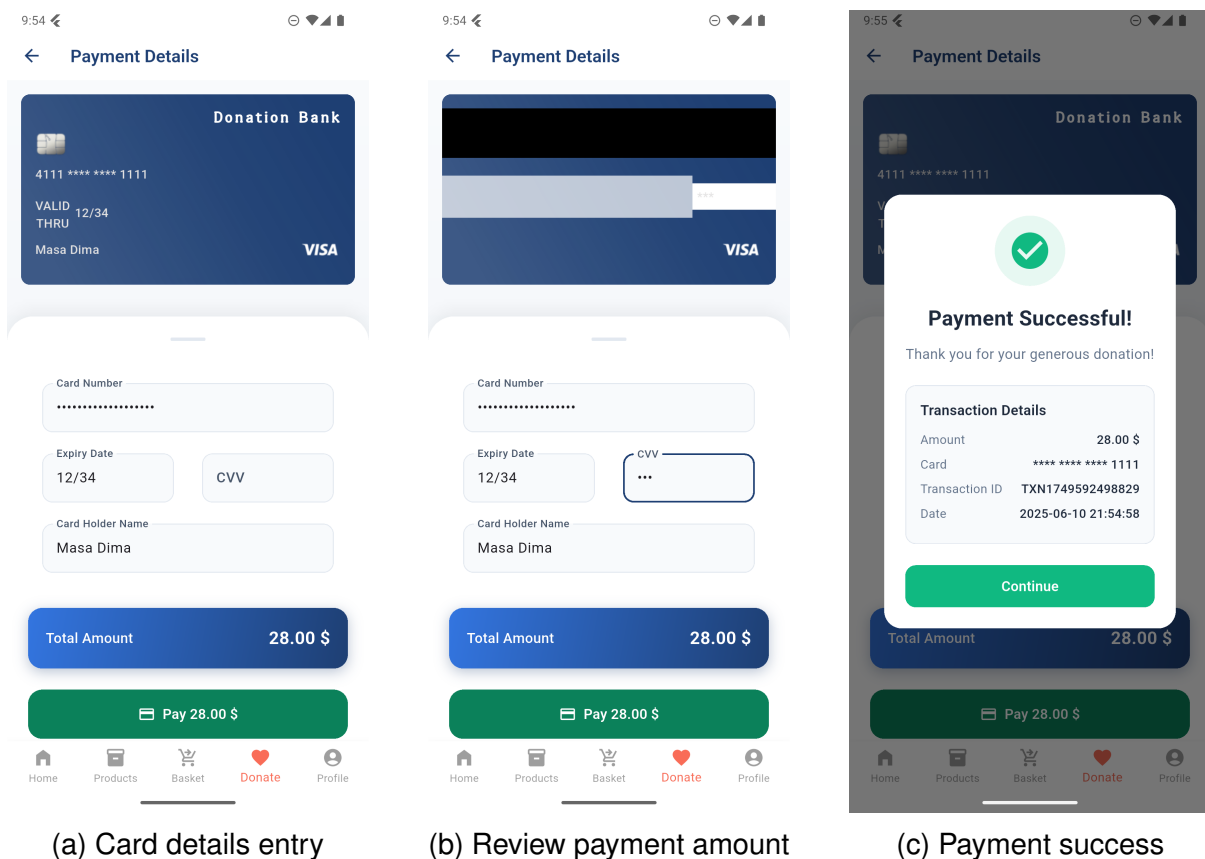 9:54
Payment Details
Donation Bank
4111 **** **** 1111
VALID
THRU 12/34
Masa Dima
VISA
Card Number
•••••••••••••••••••
Expiry Date
12/34
CVV
Card Holder Name
Masa Dima
Total Amount 28.00 $
Pay 28.00 $
Home Products Basket Donate Profile
(a) Card details entry
9:54
Payment Details
***
VISA
Card Number
•••••••••••••••••••
Expiry Date
12/34
CVV
•••
Card Holder Name
Masa Dima
Total Amount 28.00 $
Pay 28.00 $
Home Products Basket Donate Profile
(b) Review payment amount
9:55
Payment Details
Donation Bank
4111 **** **** 1111
V
T
M
Payment Successful!
Thank you for your generous donation!
Transaction Details
Amount 28.00 $
Card **** **** **** 1111
Transaction ID TXN1749592498829
Date 2025-06-10 21:54:58
Continue
Total Amount 28.00 $
Pay 28.00 $
Home Products Basket Donate Profile
(c) Payment success